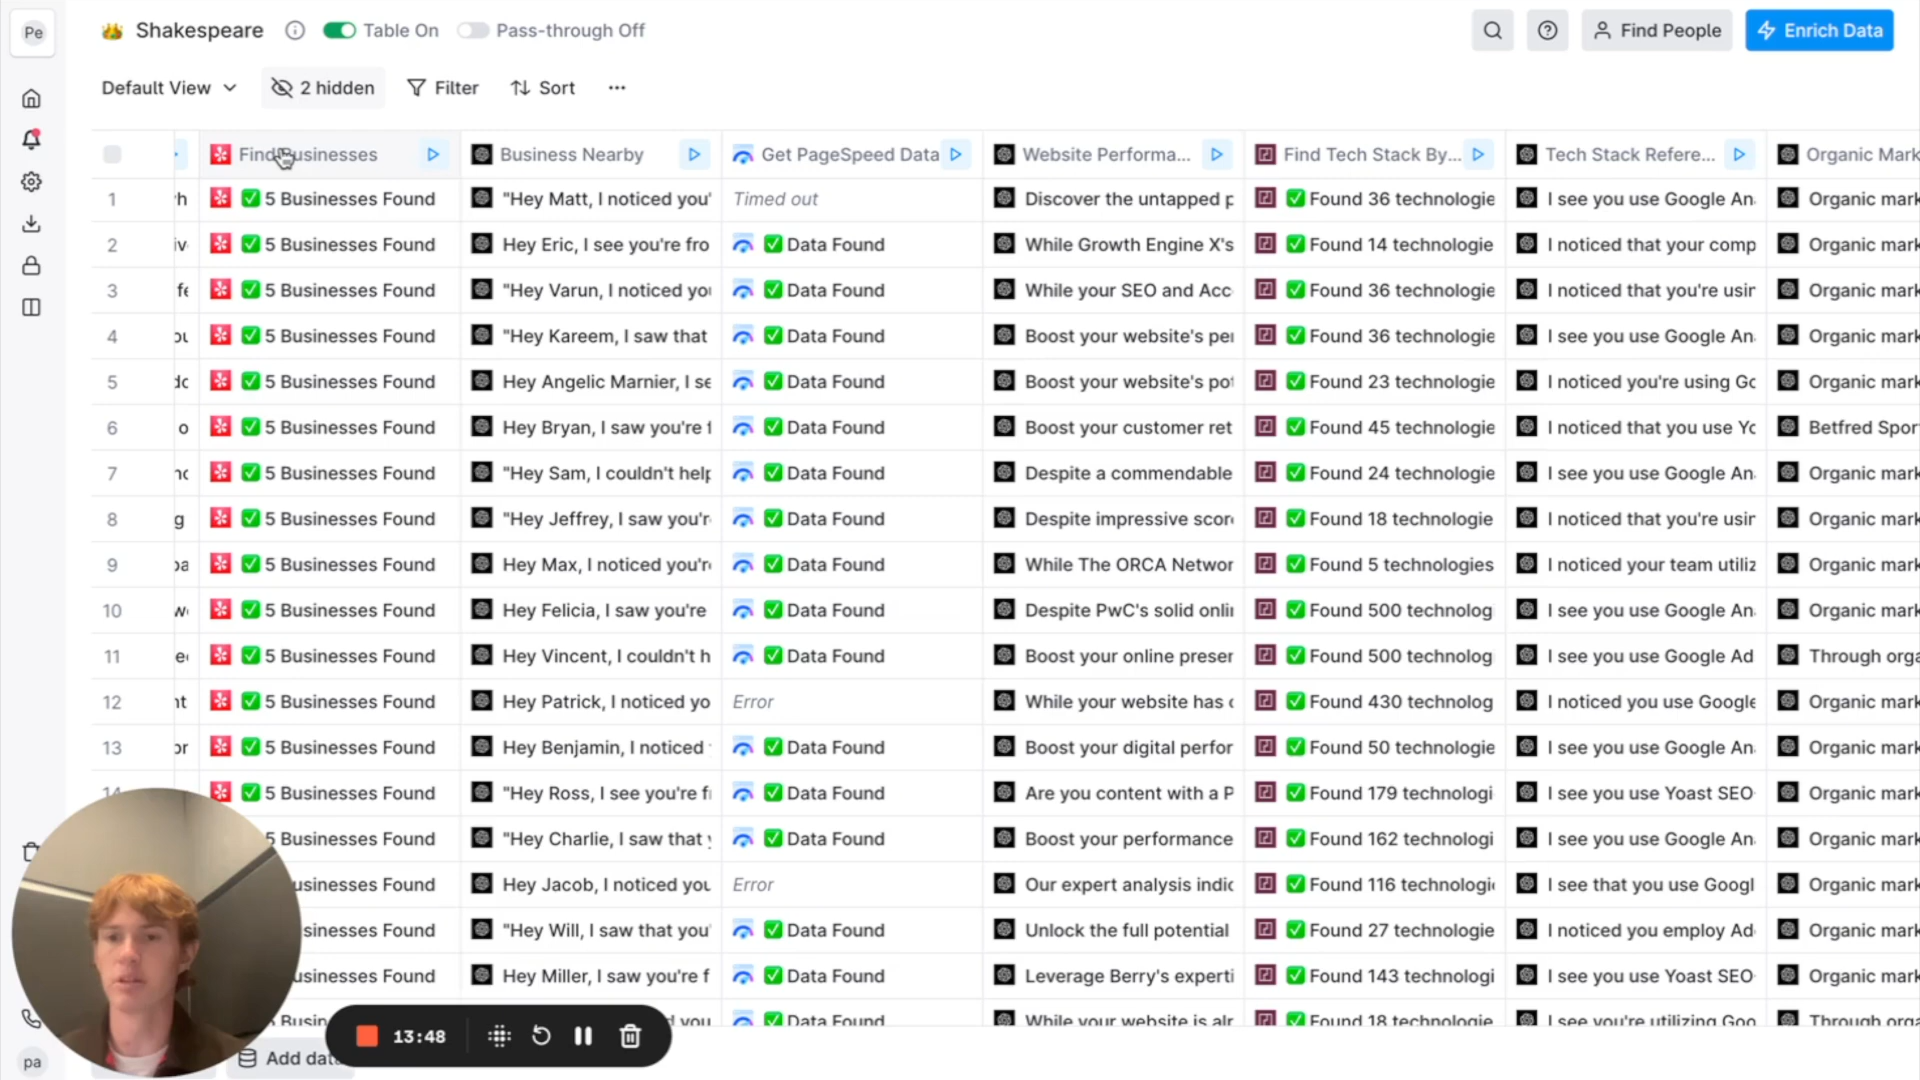 Pe
Shakespeare Table On Pass-through Off Find People Enrich Data
Default View 2 hidden Filter Sort
Find Businesses Business Nearby Get PageSpeed Data Website Performa... Find Tech Stack By... Tech Stack Refere... Organic Mark
1 5 Businesses Found "Hey Matt, I noticed you' Timed out Discover the untapped p Found 36 technologie I see you use Google An Organic mark
2 5 Businesses Found Hey Eric, I see you're fro Data Found While Growth Engine X's Found 14 technologie I noticed that your comp Organic mark
3 5 Businesses Found "Hey Varun, I noticed you Data Found While your SEO and Acc Found 36 technologie I noticed that you're usin Organic mark
4 5 Businesses Found "Hey Kareem, I saw that Data Found Boost your website's per Found 36 technologie I see you use Google An Organic mark
5 5 Businesses Found Hey Angelic Marnier, I se Data Found Boost your website's pot Found 23 technologie I noticed you're using Go Organic mark
6 5 Businesses Found Hey Bryan, I saw you're f Data Found Boost your customer ret Found 45 technologie I noticed that you use Yo Betfred Spor
7 5 Businesses Found "Hey Sam, I couldn't help Data Found Despite a commendable Found 24 technologie I see you use Google An Organic mark
8 5 Businesses Found "Hey Jeffrey, I saw you're Data Found Despite impressive score Found 18 technologie I noticed that you're usin Organic mark
9 5 Businesses Found Hey Max, I noticed you're Data Found While The ORCA Networ Found 5 technologies I noticed your team utiliz Organic mark
10 5 Businesses Found Hey Felicia, I saw you're Data Found Despite PwC's solid onlin Found 500 technolog I see you use Google An Organic mark
11 5 Businesses Found Hey Vincent, I couldn't h Data Found Boost your online presen Found 500 technolog I see you use Google Ad Through orga
12 5 Businesses Found Hey Patrick, I noticed yo Error While your website has Found 430 technolog I noticed you use Google Organic mark
13 5 Businesses Found Hey Benjamin, I noticed Data Found Boost your digital perfor Found 50 technologie I see you use Google An Organic mark
14 5 Businesses Found "Hey Ross, I see you're f Data Found Are you content with a P Found 179 technologi I see you use Yoast SEO Organic mark
5 Businesses Found "Hey Charlie, I saw that y Data Found Boost your performance Found 162 technologi I see you use Google An Organic mark
usinesses Found Hey Jacob, I noticed you Error Our expert analysis indic Found 116 technologi I see that you use Googl Organic mark
sinesses Found "Hey Will, I saw that you' Data Found Unlock the full potential Found 27 technologie I noticed you employ Ad Organic mark
usinesses Found Hey Miller, I saw you're f Data Found Leverage Berry's experti Found 143 technologi I see you use Yoast SEO Organic mark
Data Found While your website is alr Found 18 technologie I see you're utilizing Goo Through orga
13:48
pa Add data